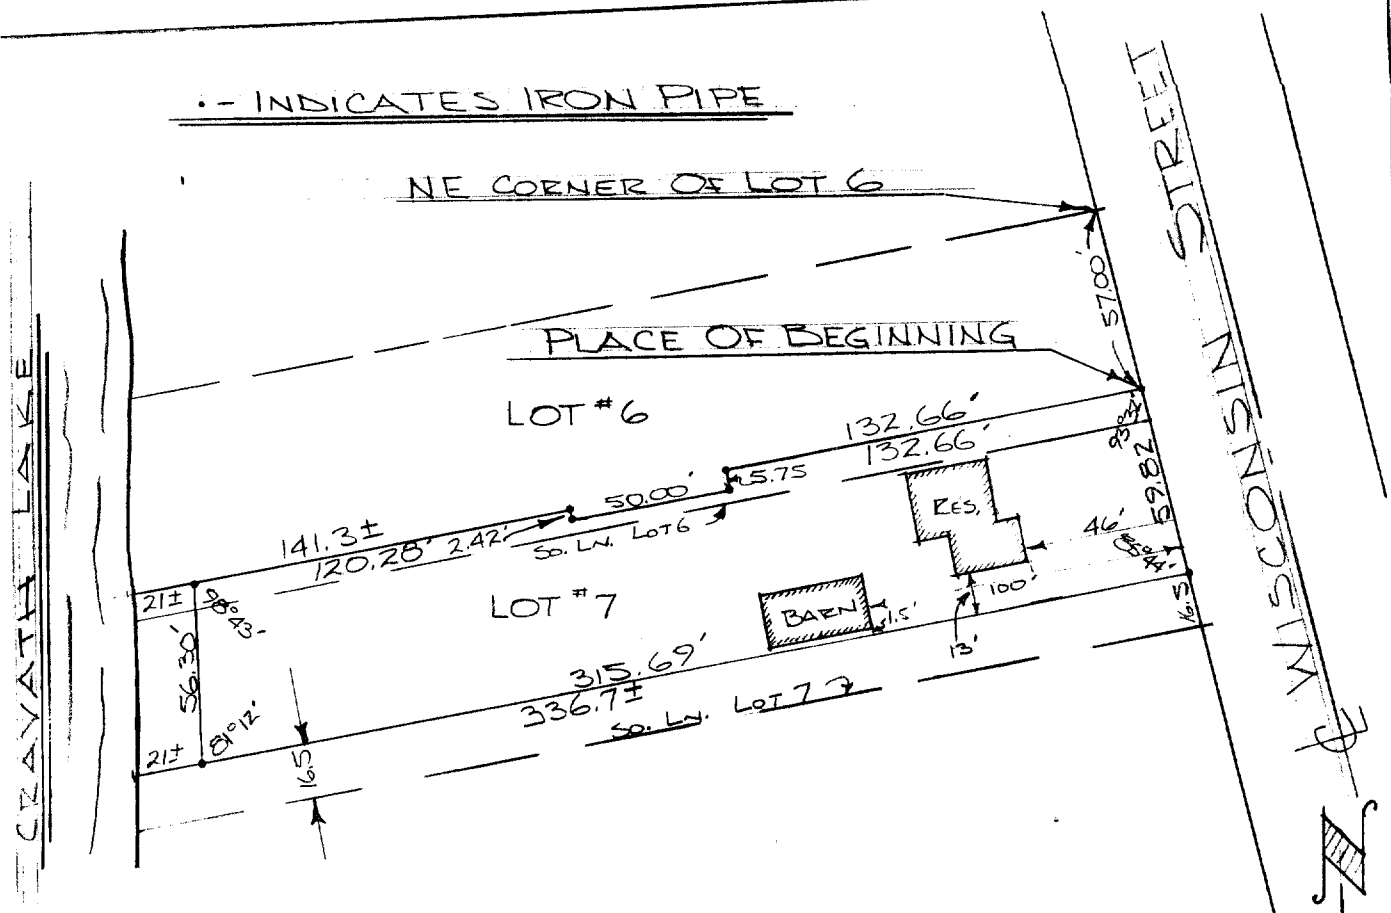 ·- INDICATES IRON PIPE
NE CORNER OF LOT 6
57.00'
WISCONSIN STREET
PLACE OF BEGINNING
LOT #6
132.66'
132.66'
5.75
50.00'
2.42'
SO. LN. LOT 6
141.3±
120.28'
59.82
RES.
46'
100'
13'
BARN
1.5'
16.5
LOT #7
21±
98°43'
56.30'
81°12'
21±
315.69'
336.7±
SO. LN. LOT 7
16.5
CRAVATH LAKE
N